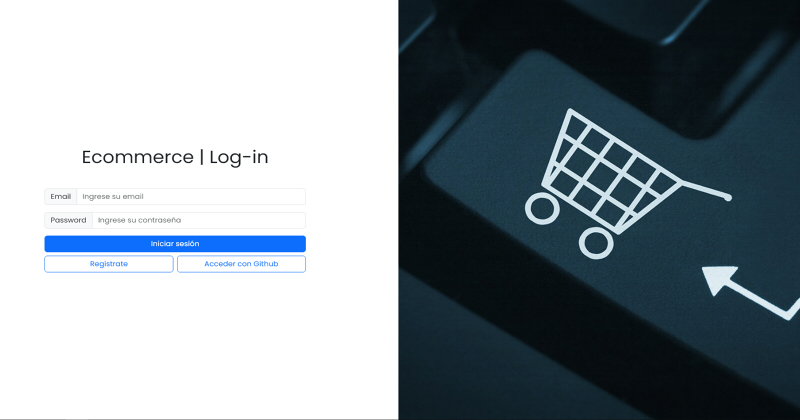 Ecommerce | Log-in
Email Ingrese su email
Password Ingrese su contraseña
Iniciar sesión
Registrate Acceder con Github